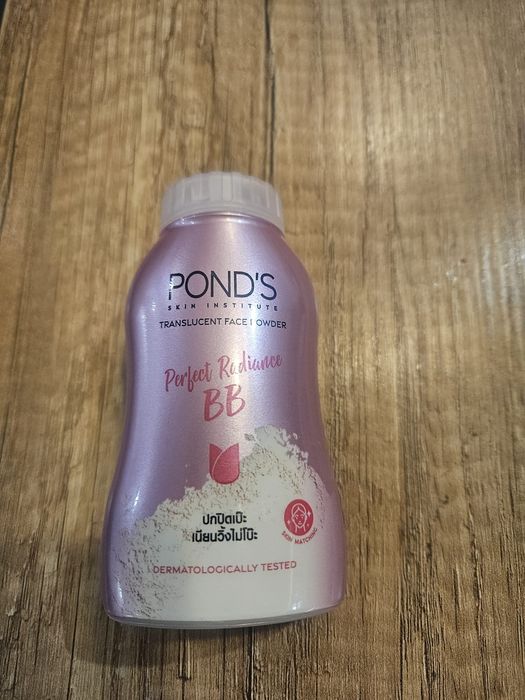 POND'S
SKIN INSTITUTE
TRANSLUCENT FACE POWDER
Perfect Radiance
BB
ปกปิดเป๊ะ
เนียนวิ้งไม่โป๊ะ
SKIN MATCHING
DERMATOLOGICALLY TESTED